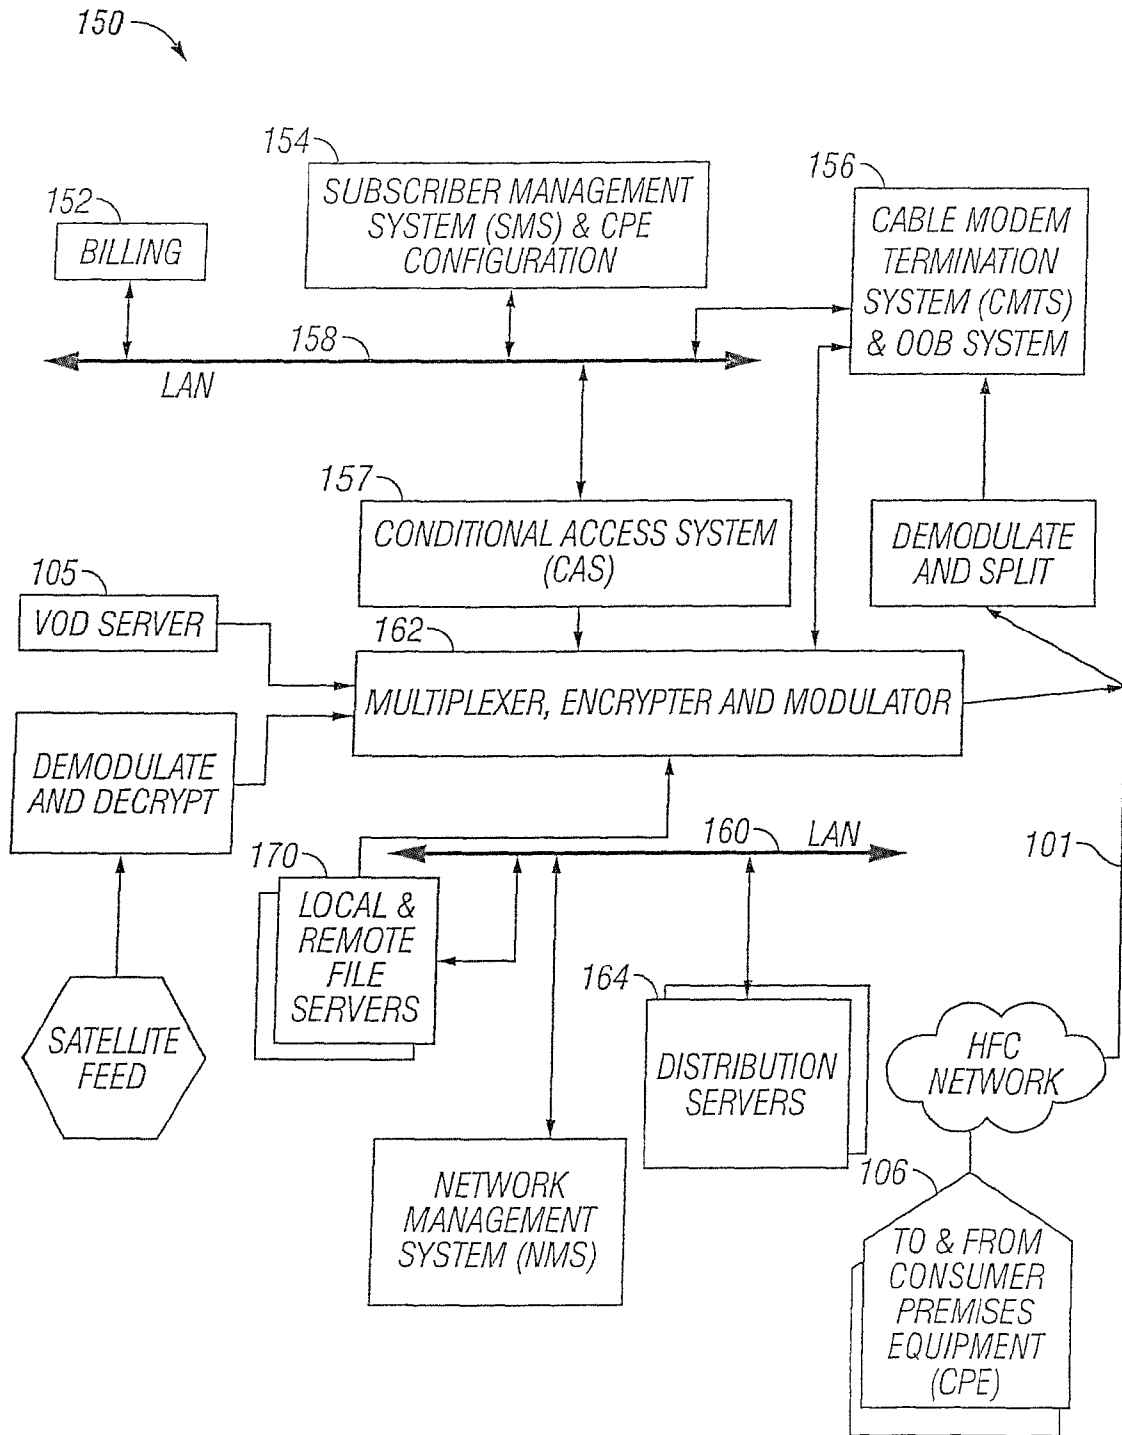 150
154
SUBSCRIBER MANAGEMENT
SYSTEM (SMS) & CPE
CONFIGURATION
152
BILLING
156
CABLE MODEM
TERMINATION
SYSTEM (CMTS)
& OOB SYSTEM
158
LAN
157
CONDITIONAL ACCESS SYSTEM
(CAS)
DEMODULATE
AND SPLIT
105
VOD SERVER
162
MULTIPLEXER, ENCRYPTER AND MODULATOR
DEMODULATE
AND DECRYPT
160
LAN
101
170
LOCAL &
REMOTE
FILE
SERVERS
SATELLITE
FEED
164
DISTRIBUTION
SERVERS
HFC
NETWORK
NETWORK
MANAGEMENT
SYSTEM (NMS)
106
TO & FROM
CONSUMER
PREMISES
EQUIPMENT
(CPE)